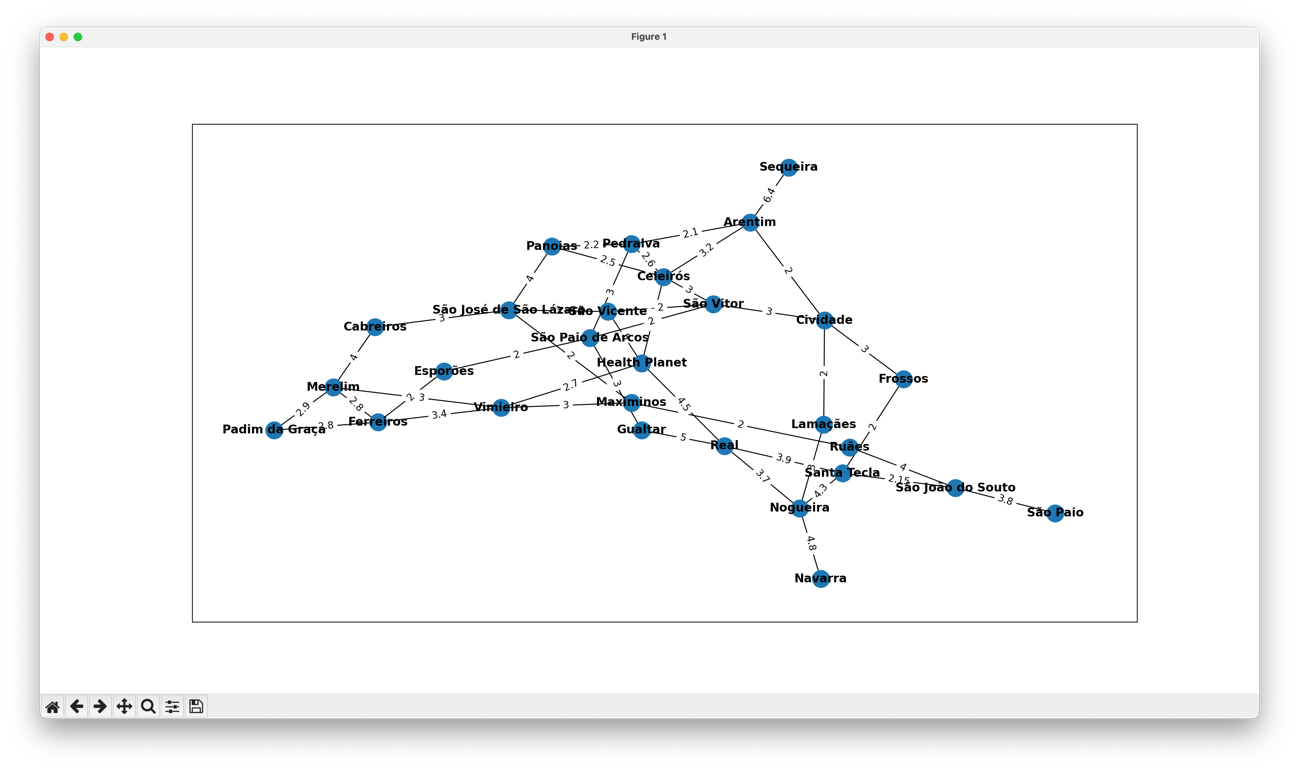 Figure 1
Sequeira
6.4
Arentim
2.1
Panoias
2.2
Pedralva
3.2
2.6
2.5
2
Celeirós
4
3
3
São José de São Lázaro
São Vicente
2
São Vitor
3
Cividade
3
Cabreiros
2
São Paio de Arcos
3
4
2
2
Health Planet
Esporões
2
Frossos
Merelim
3
2.7
2.9
2.8
2
3
Vimieiro
3
Maximinos
4.5
Padim da Graça
2.8
Ferreiros
3.4
2
Lamaçães
2
Gualtar
5
Real
Ruães
3.9
4
3.7
Santa Tecla
2.15
São João do Souto
4.3
3.8
Nogueira
São Paio
4.8
Navarra